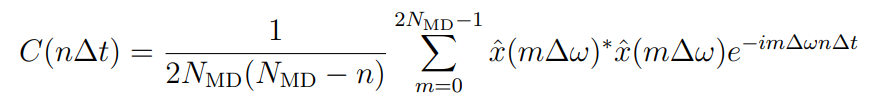 C(nΔt) = \frac{1}{2N_{\mathrm{MD}}(N_{\mathrm{MD}} - n)} \sum_{m=0}^{2N_{\mathrm{MD}}-1} \hat{x}(mΔω)^* \hat{x}(mΔω) e^{-imΔωnΔt}